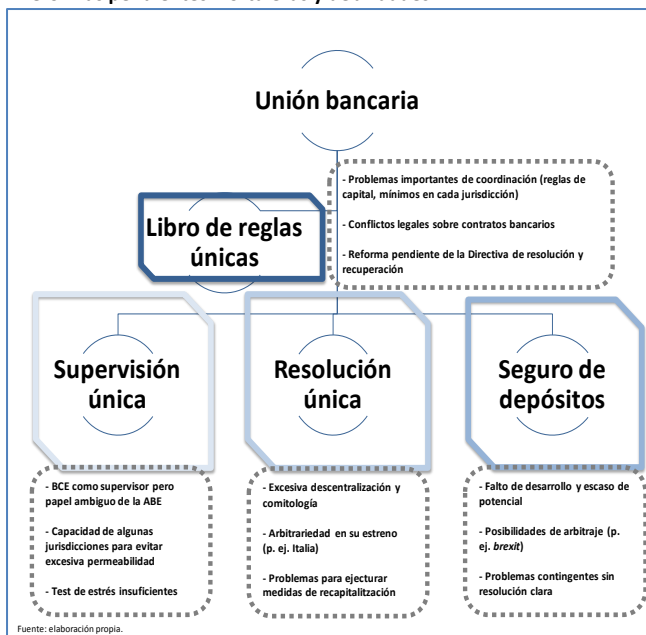 Unión bancaria
- Problemas importantes de coordinación (reglas de
capital, mínimos en cada jurisdicción)
- Conflictos legales sobre contratos bancarios
- Reforma pendiente de la Directiva de resolución y
recuperación
Libro de reglas
únicas
Supervisión
única
Resolución
única
Seguro de
depósitos
- BCE como supervisor pero
papel ambiguo de la ABE
- Capacidad de algunas
jurisdicciones para evitar
excesiva permeabilidad
- Test de estrés insuficientes
- Excesiva descentralización y
comitología
- Arbitrariedad en su estreno
(p. ej. Italia)
- Problemas para ejecturar
medidas de recapitalización
- Falto de desarrollo y escaso de
potencial
- Posibilidades de arbitraje (p.
ej. brexit)
- Problemas contingentes sin
resolución clara
Fuente: elaboración propia.